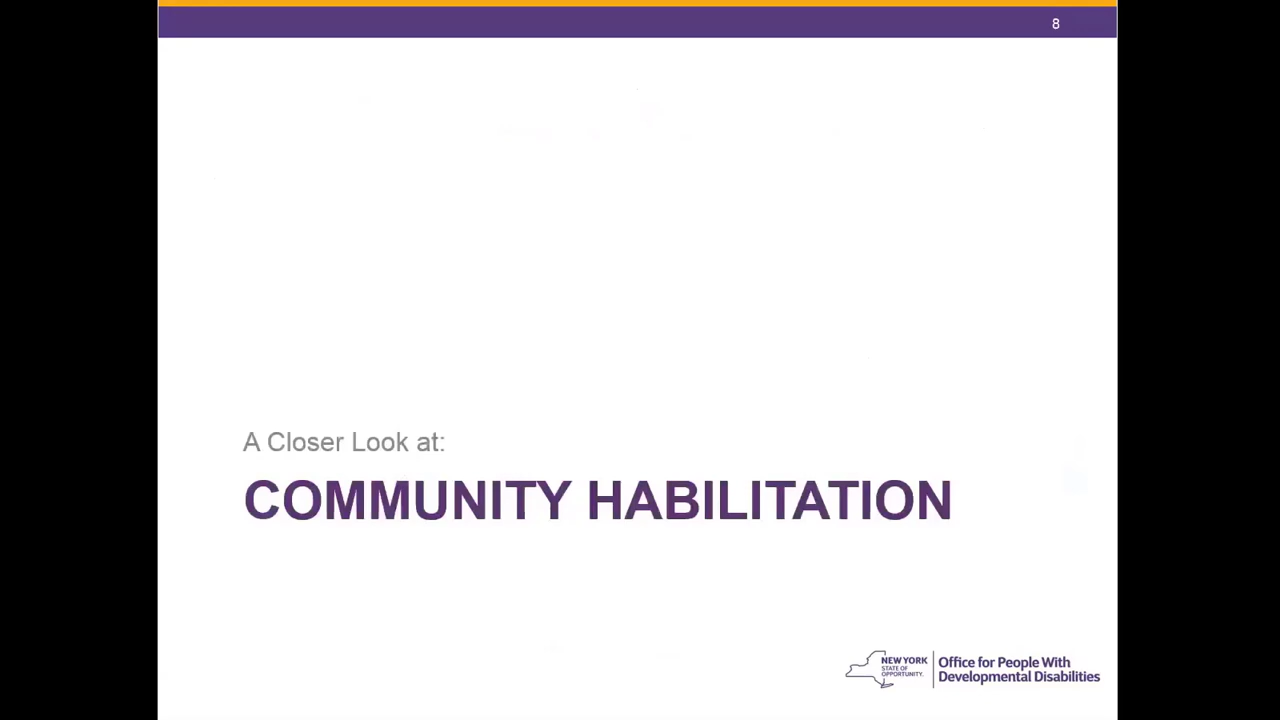 8
A Closer Look at:
COMMUNITY HABILITATION
NEW YORK
STATE OF
OPPORTUNITY.
Office for People With
Developmental Disabilities